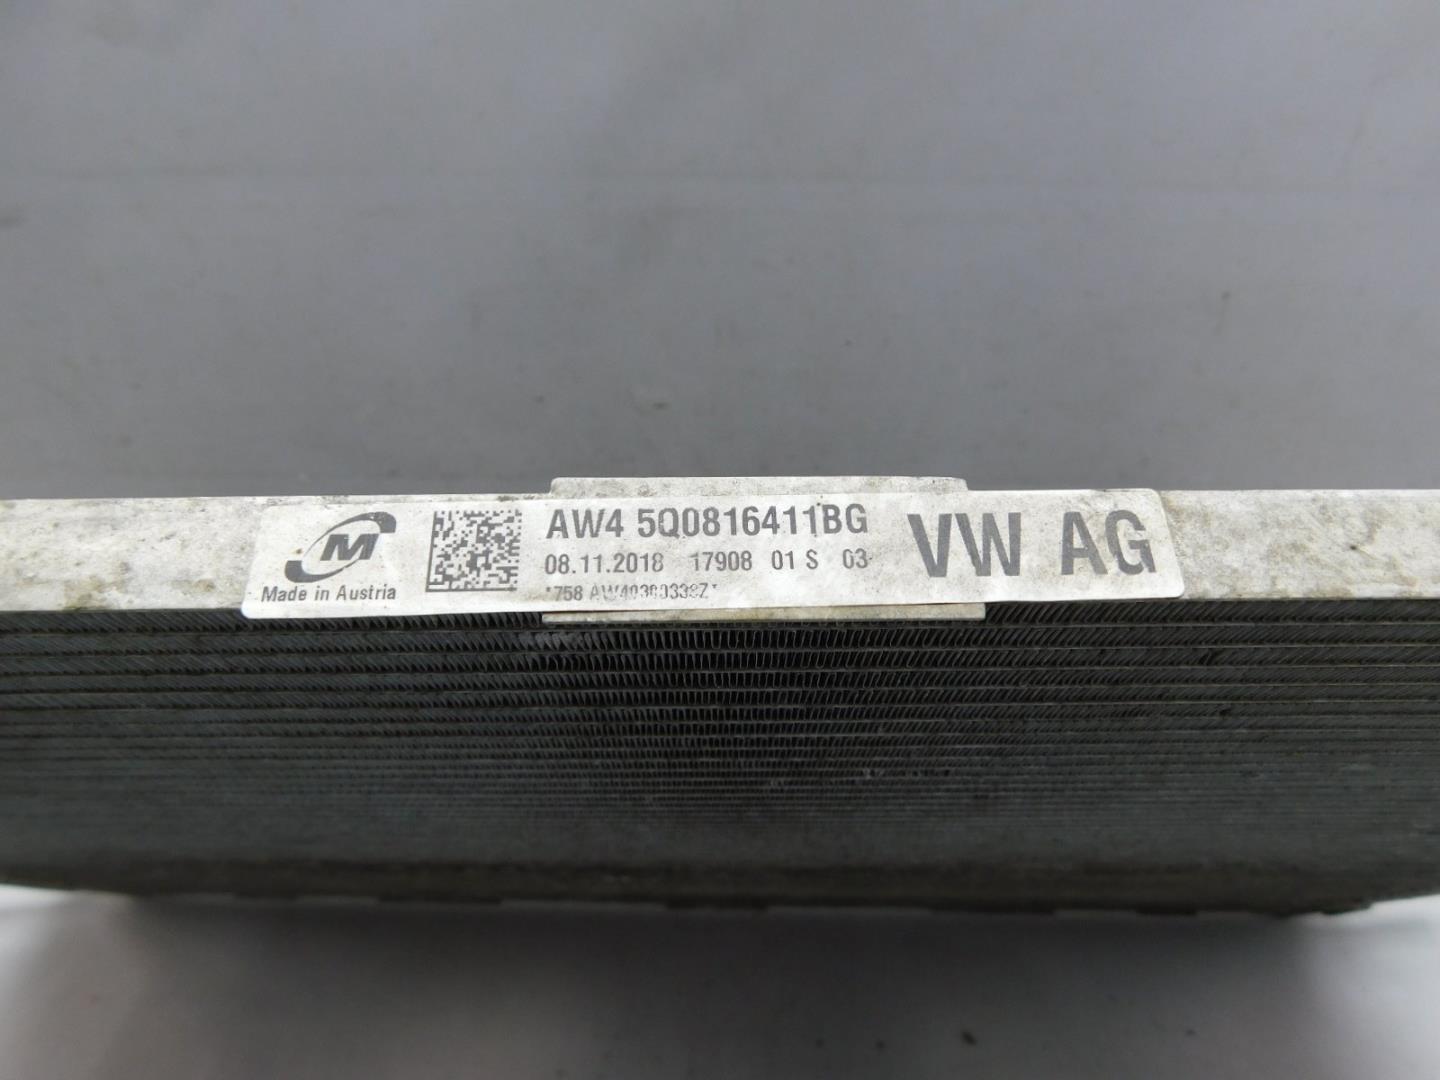 M
Made in Austria
AW4 5Q0816411BG
08.11.2018 17908 01 S 03
VW AG